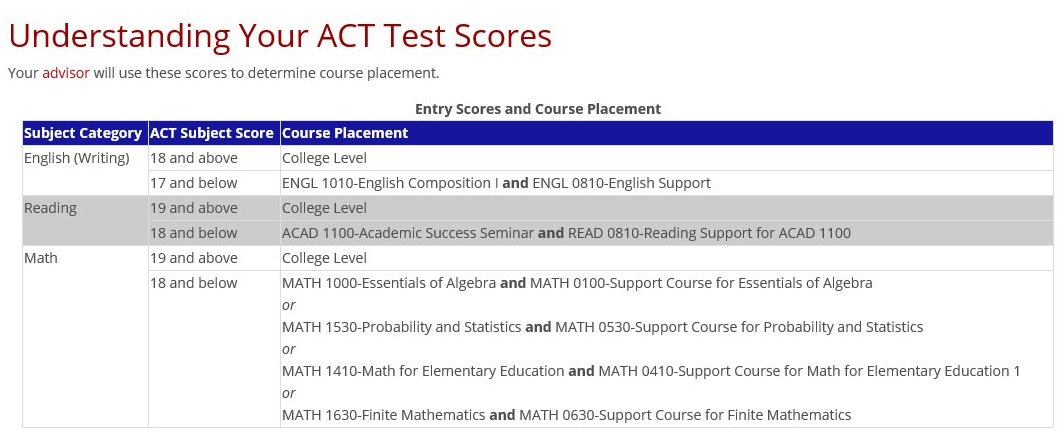 Understanding Your ACT Test Scores
Your advisor will use these scores to determine course placement.
Entry Scores and Course Placement
Subject Category ACT Subject Score Course Placement
English (Writing) 18 and above College Level
17 and below ENGL 1010-English Composition I and ENGL 0810-English Support
Reading 19 and above College Level
18 and below ACAD 1100-Academic Success Seminar and READ 0810-Reading Support for ACAD 1100
Math 19 and above College Level
18 and below MATH 1000-Essentials of Algebra and MATH 0100-Support Course for Essentials of Algebra
or
MATH 1530-Probability and Statistics and MATH 0530-Support Course for Probability and Statistics
or
MATH 1410-Math for Elementary Education and MATH 0410-Support Course for Math for Elementary Education 1
or
MATH 1630-Finite Mathematics and MATH 0630-Support Course for Finite Mathematics